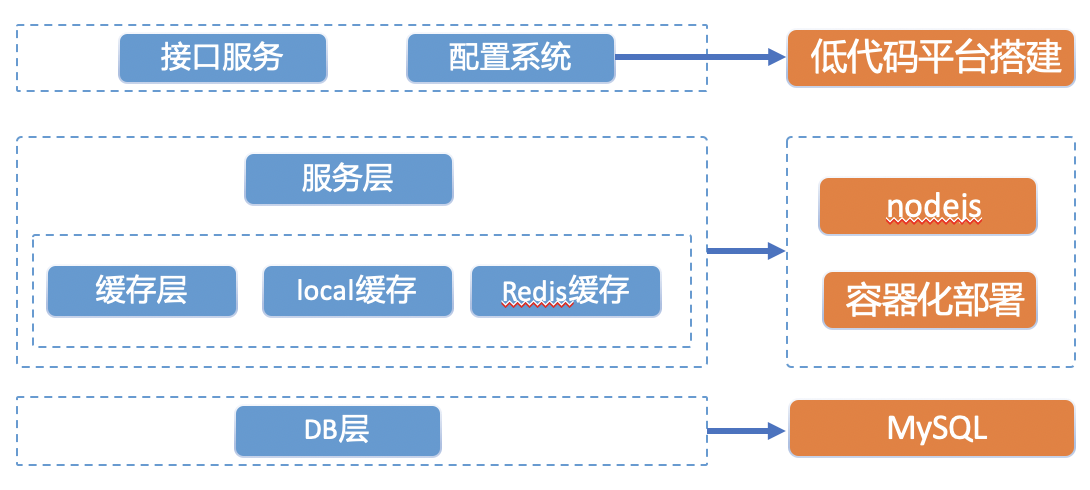 接口服务
配置系统
低代码平台搭建
服务层
nodejs
缓存层
local缓存
Redis缓存
容器化部署
DB层
MySQL